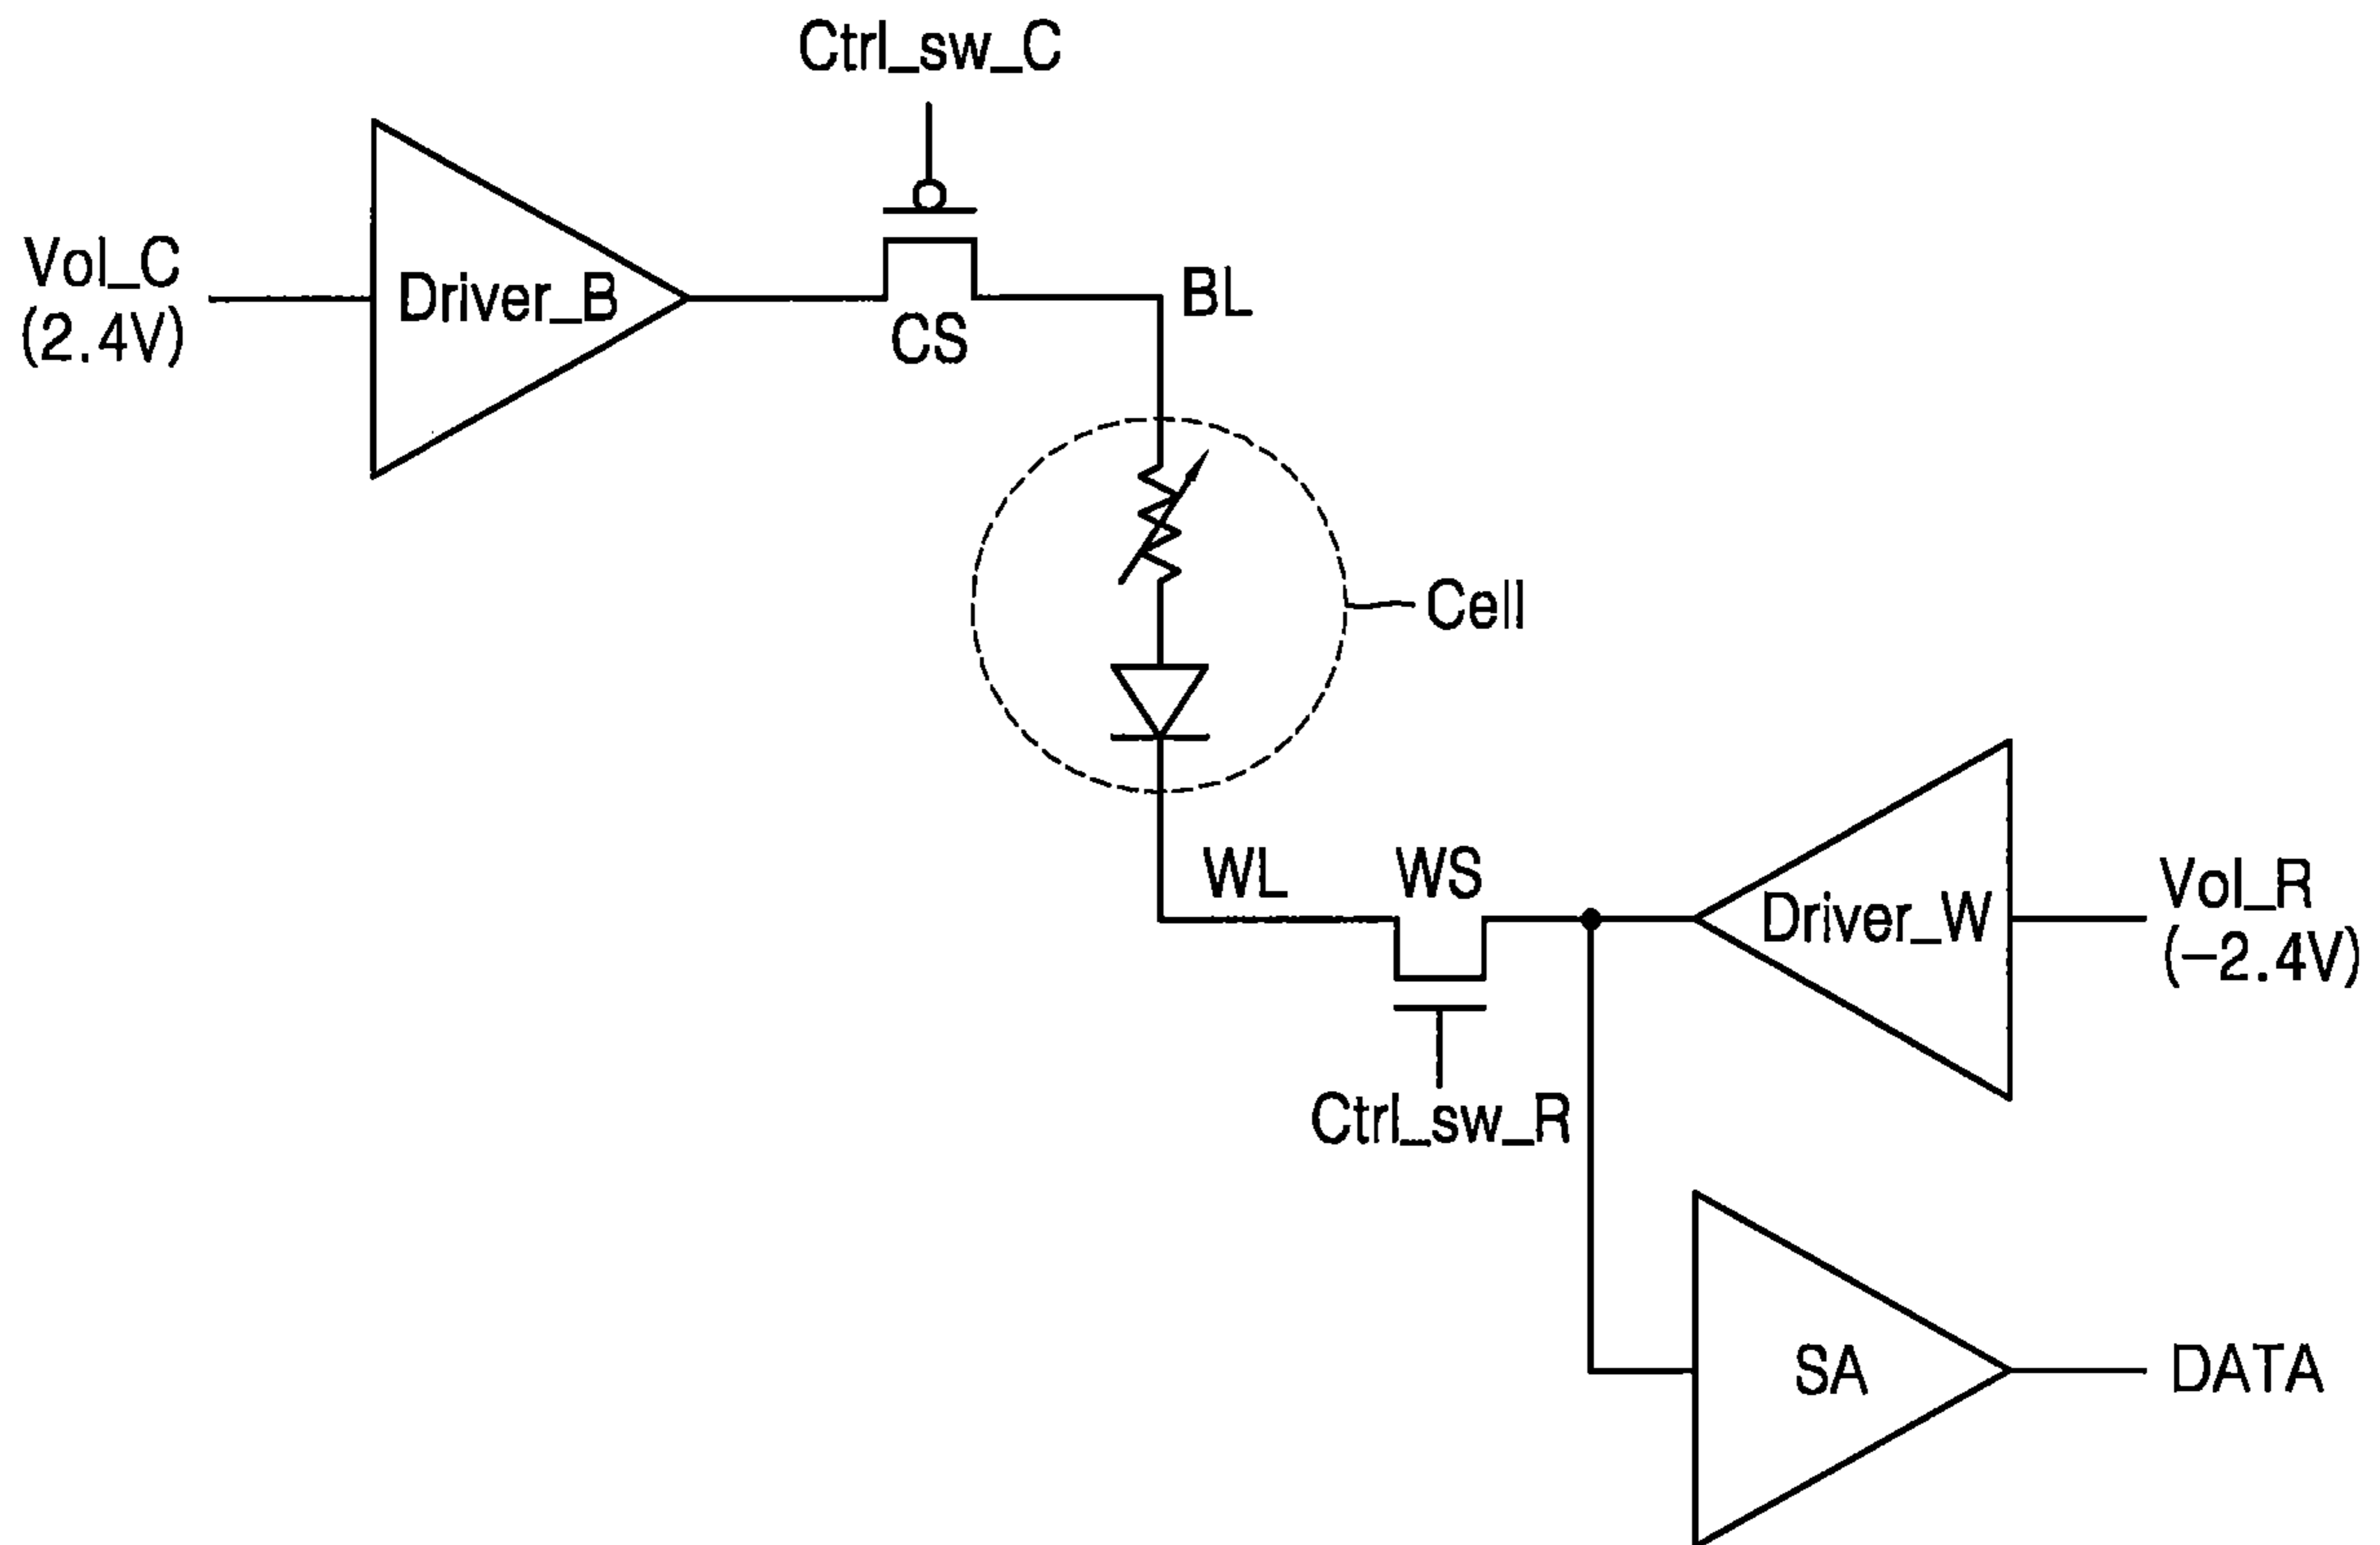 Ctrl_sw_C
Vol_C
(2.4V)
Driver_B
CS
BL
Cell
WL
WS
Driver_W
Vol_R
(-2.4V)
Ctrl_sw_R
SA
DATA